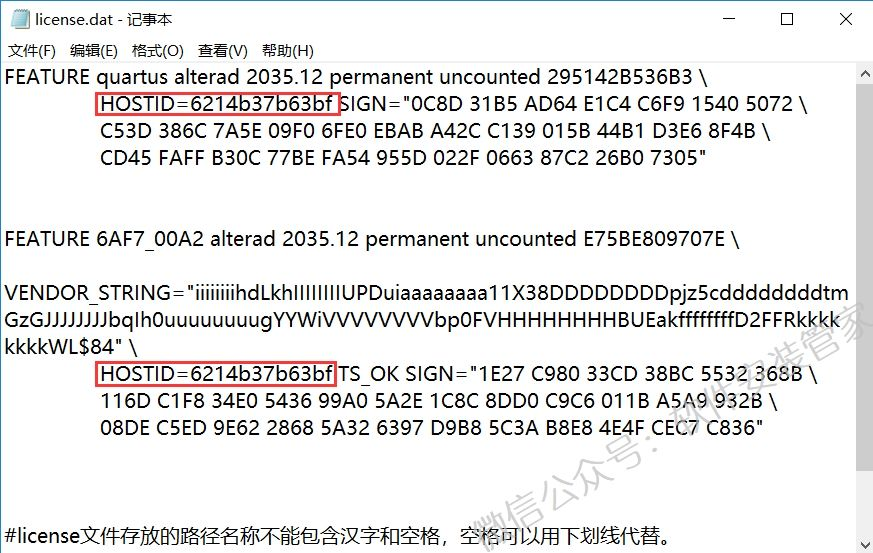 license.dat - 记事本
文件(F) 编辑(E) 格式(O) 查看(V) 帮助(H)
FEATURE quartus alterad 2035.12 permanent uncounted 295142B536B3 \
HOSTID=6214b37b63bf SIGN="0C8D 31B5 AD64 E1C4 C6F9 1540 5072 \
C53D 386C 7A5E 09F0 6FE0 EBAB A42C C139 015B 44B1 D3E6 8F4B \
CD45 FAFF B30C 77BE FA54 955D 022F 0663 87C2 26B0 7305"
FEATURE 6AF7_00A2 alterad 2035.12 permanent uncounted E75BE809707E \
HOSTID=6214b37b63bf TS_OK SIGN="1E27 C980 33CD 38BC 5532 368B \
116D C1F8 34E0 5436 99A0 5A2E 1C8C 8DD0 C9C6 011B A5A9 932B \
08DE C5ED 9E62 2868 5A32 6397 D9B8 5C3A B8E8 4E4F CEC7 C836"
#license文件存放的路径名称不能包含汉字和空格，空格可以用下划线代替。
微信公众号：软件安装管家